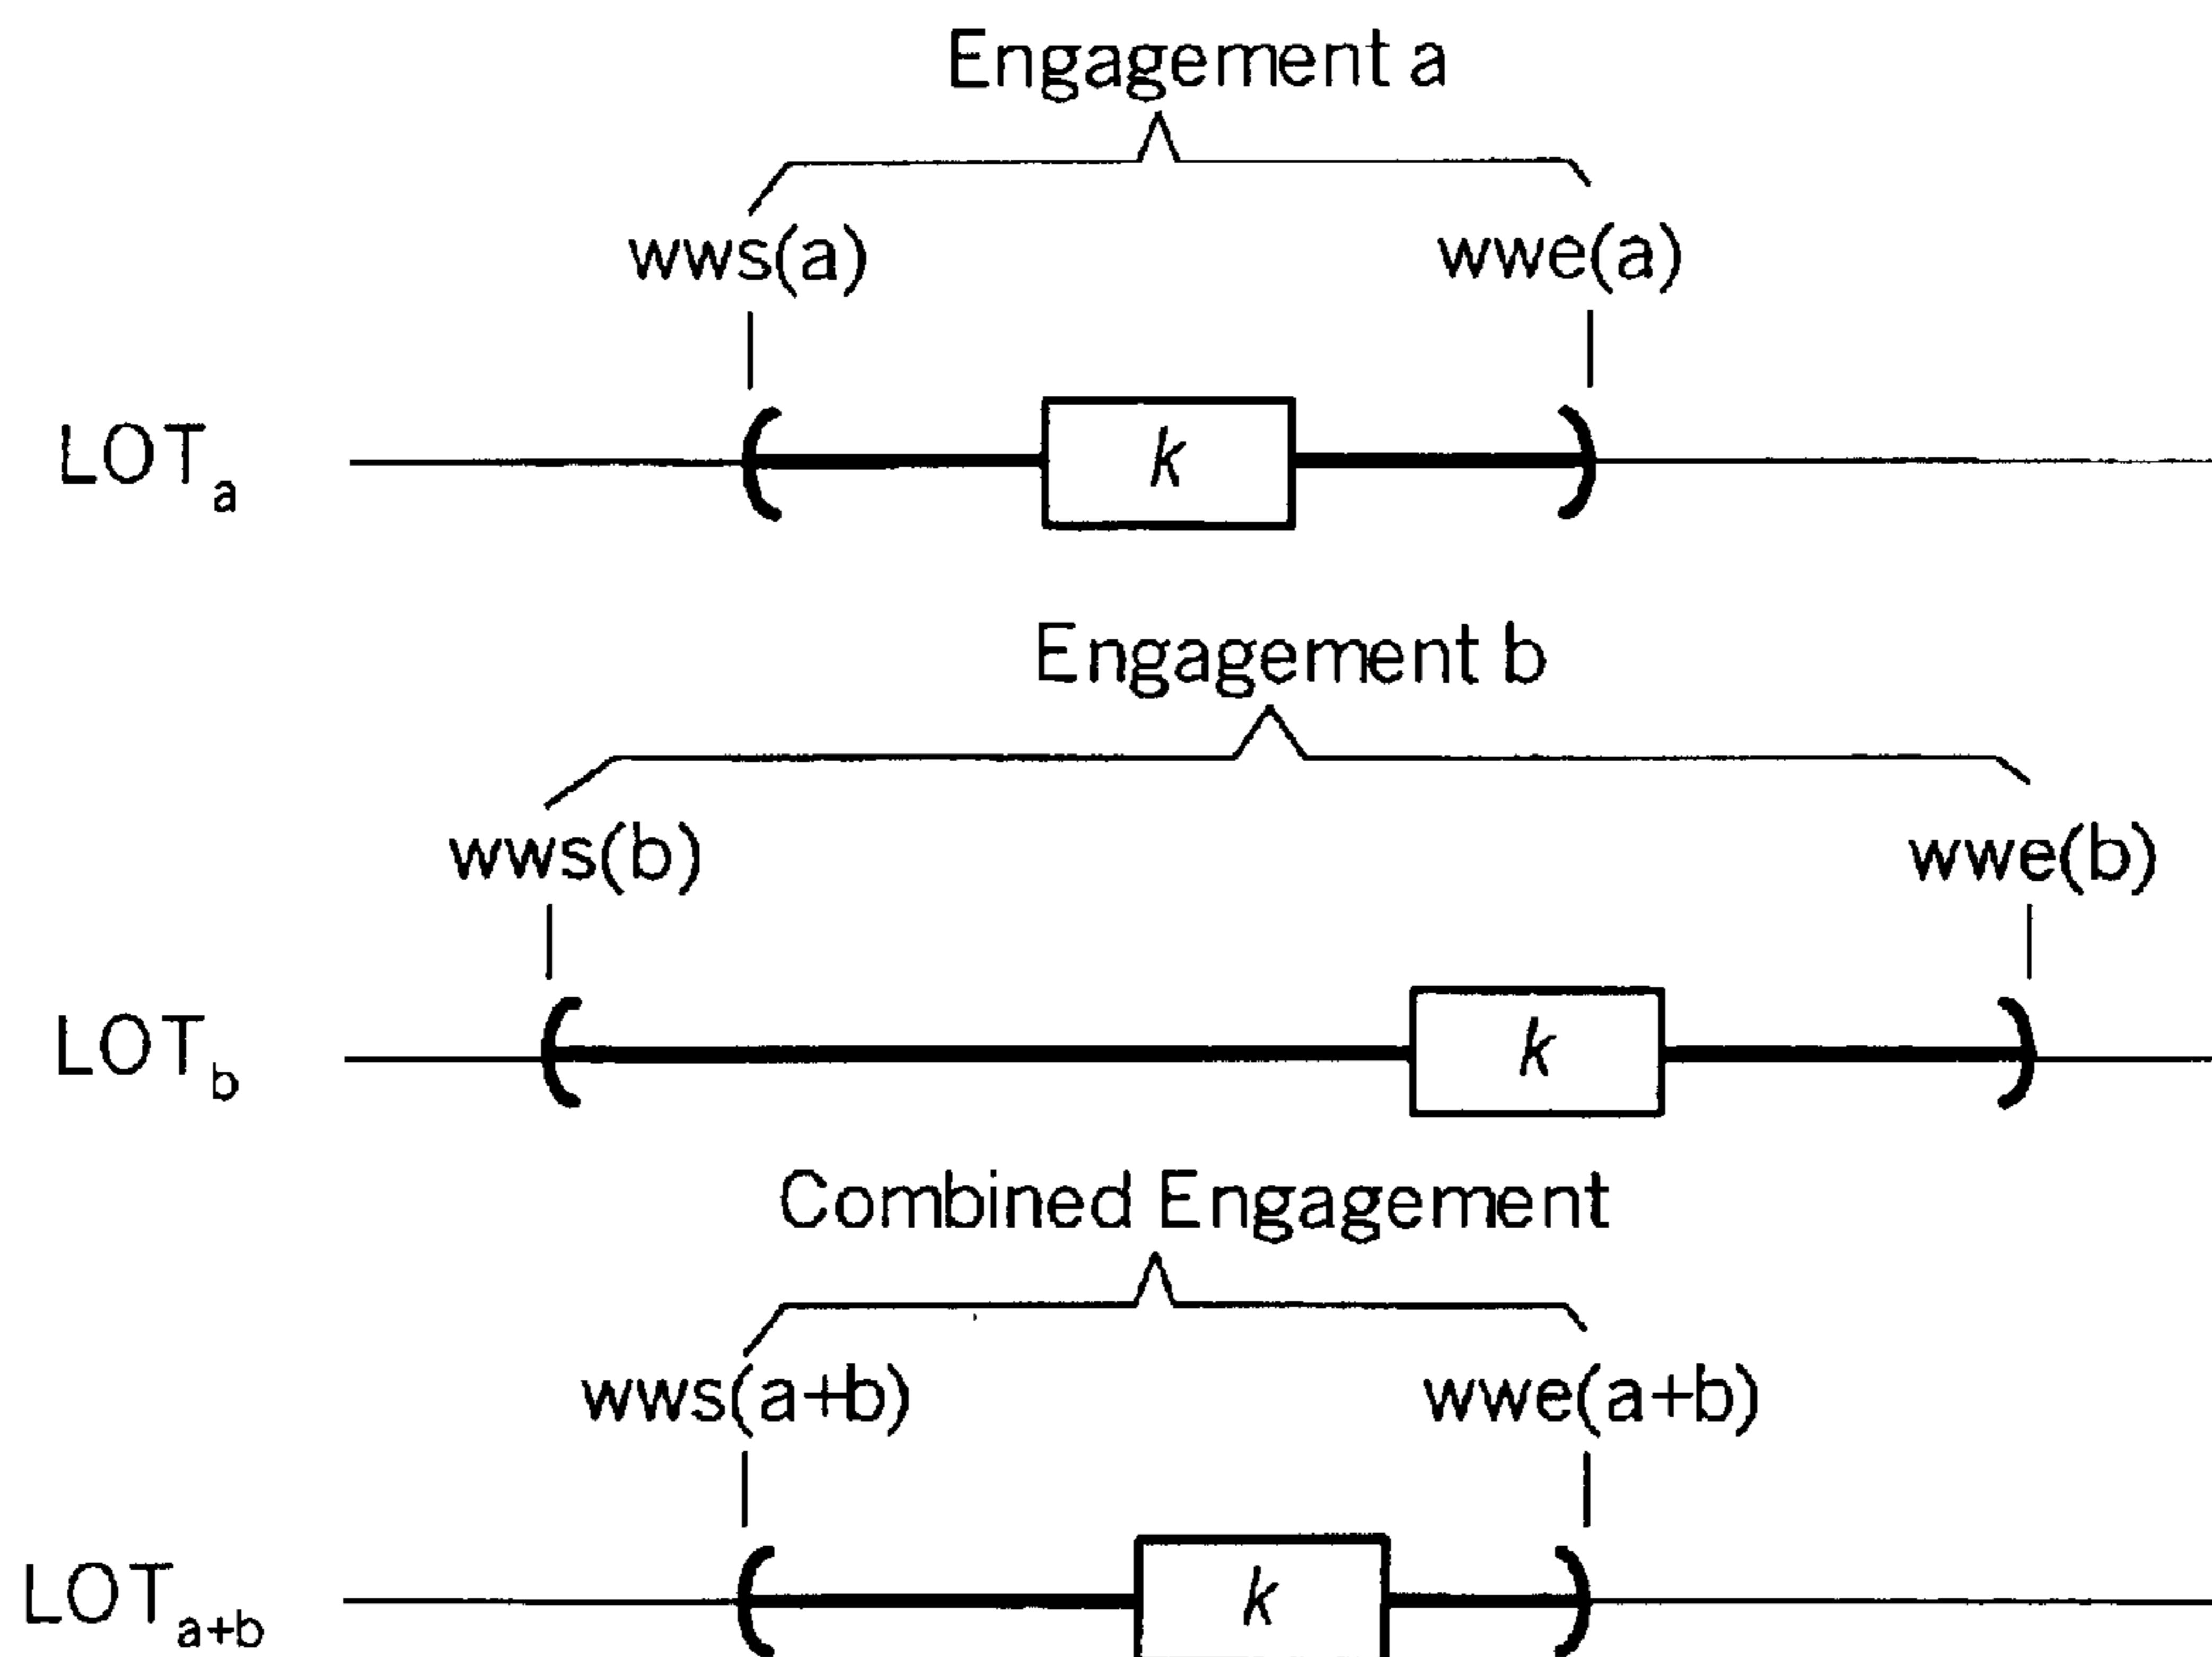 Engagement a
wws(a) wwe(a)
LOTa k
Engagement b
wws(b) wwe(b)
LOTb k
Combined Engagement
wws(a+b) wwe(a+b)
LOTa+b k